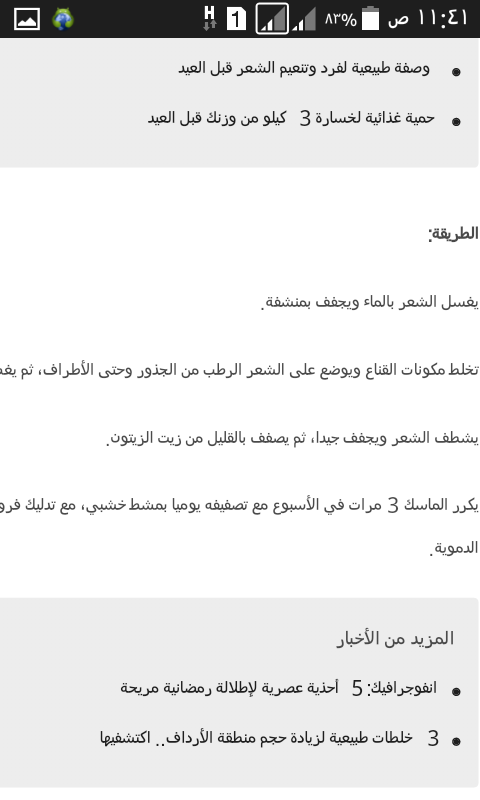 ١١:٤١ ص ٨٣% 1 H
وصفة طبيعية لفرد وتنعيم الشعر قبل العيد
حمية غذائية لخسارة 3 كيلو من وزنك قبل العيد
الطريقة:
يغسل الشعر بالماء ويجفف بمنشفة.
تخلط مكونات القناع ويوضع على الشعر الرطب من الجذور وحتى الأطراف، ثم
يشطف الشعر ويجفف جيدا، ثم يصفف بالقليل من زيت الزيتون.
يكرر الماسك 3 مرات في الأسبوع مع تصفيفه يوميا بمشط خشبي، مع تدليك
الدموية.
المزيد من الأخبار
انفوجرافيك: 5 أحذية عصرية لإطلالة رمضانية مريحة
3 خلطات طبيعية لزيادة حجم منطقة الأرداف.. اكتشفيها